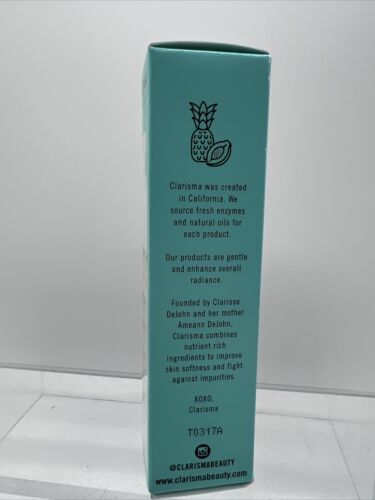 Clarisma was created
in California. We
source fresh enzymes
and natural oils for
each product.
Our products are gentle
and enhance overall
radiance.
Founded by Clarisse
DeJohn and her mother
Ameann DeJohn,
Clarisma combines
nutrient rich
ingredients to improve
skin softness and fight
against impurities.
XOXO,
Clarisma
T0317A
@CLARISMABEAUTY
www.clarismabeauty.com